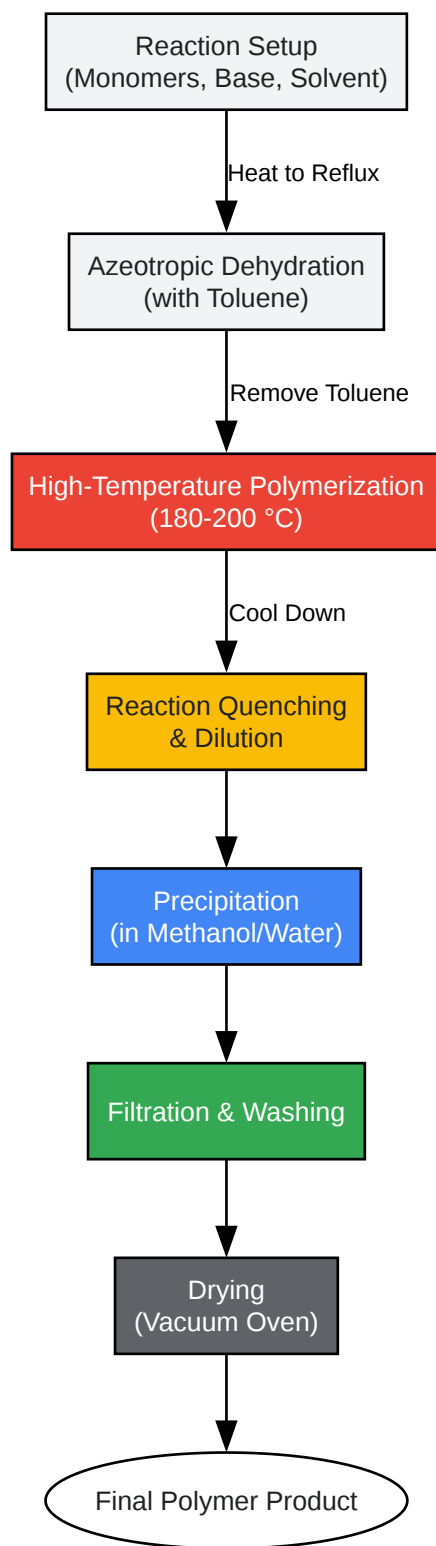 Reaction Setup
(Monomers, Base, Solvent)
Heat to Reflux
Azeotropic Dehydration
(with Toluene)
Remove Toluene
High-Temperature Polymerization
(180-200 °C)
Cool Down
Reaction Quenching
& Dilution
Precipitation
(in Methanol/Water)
Filtration & Washing
Drying
(Vacuum Oven)
Final Polymer Product